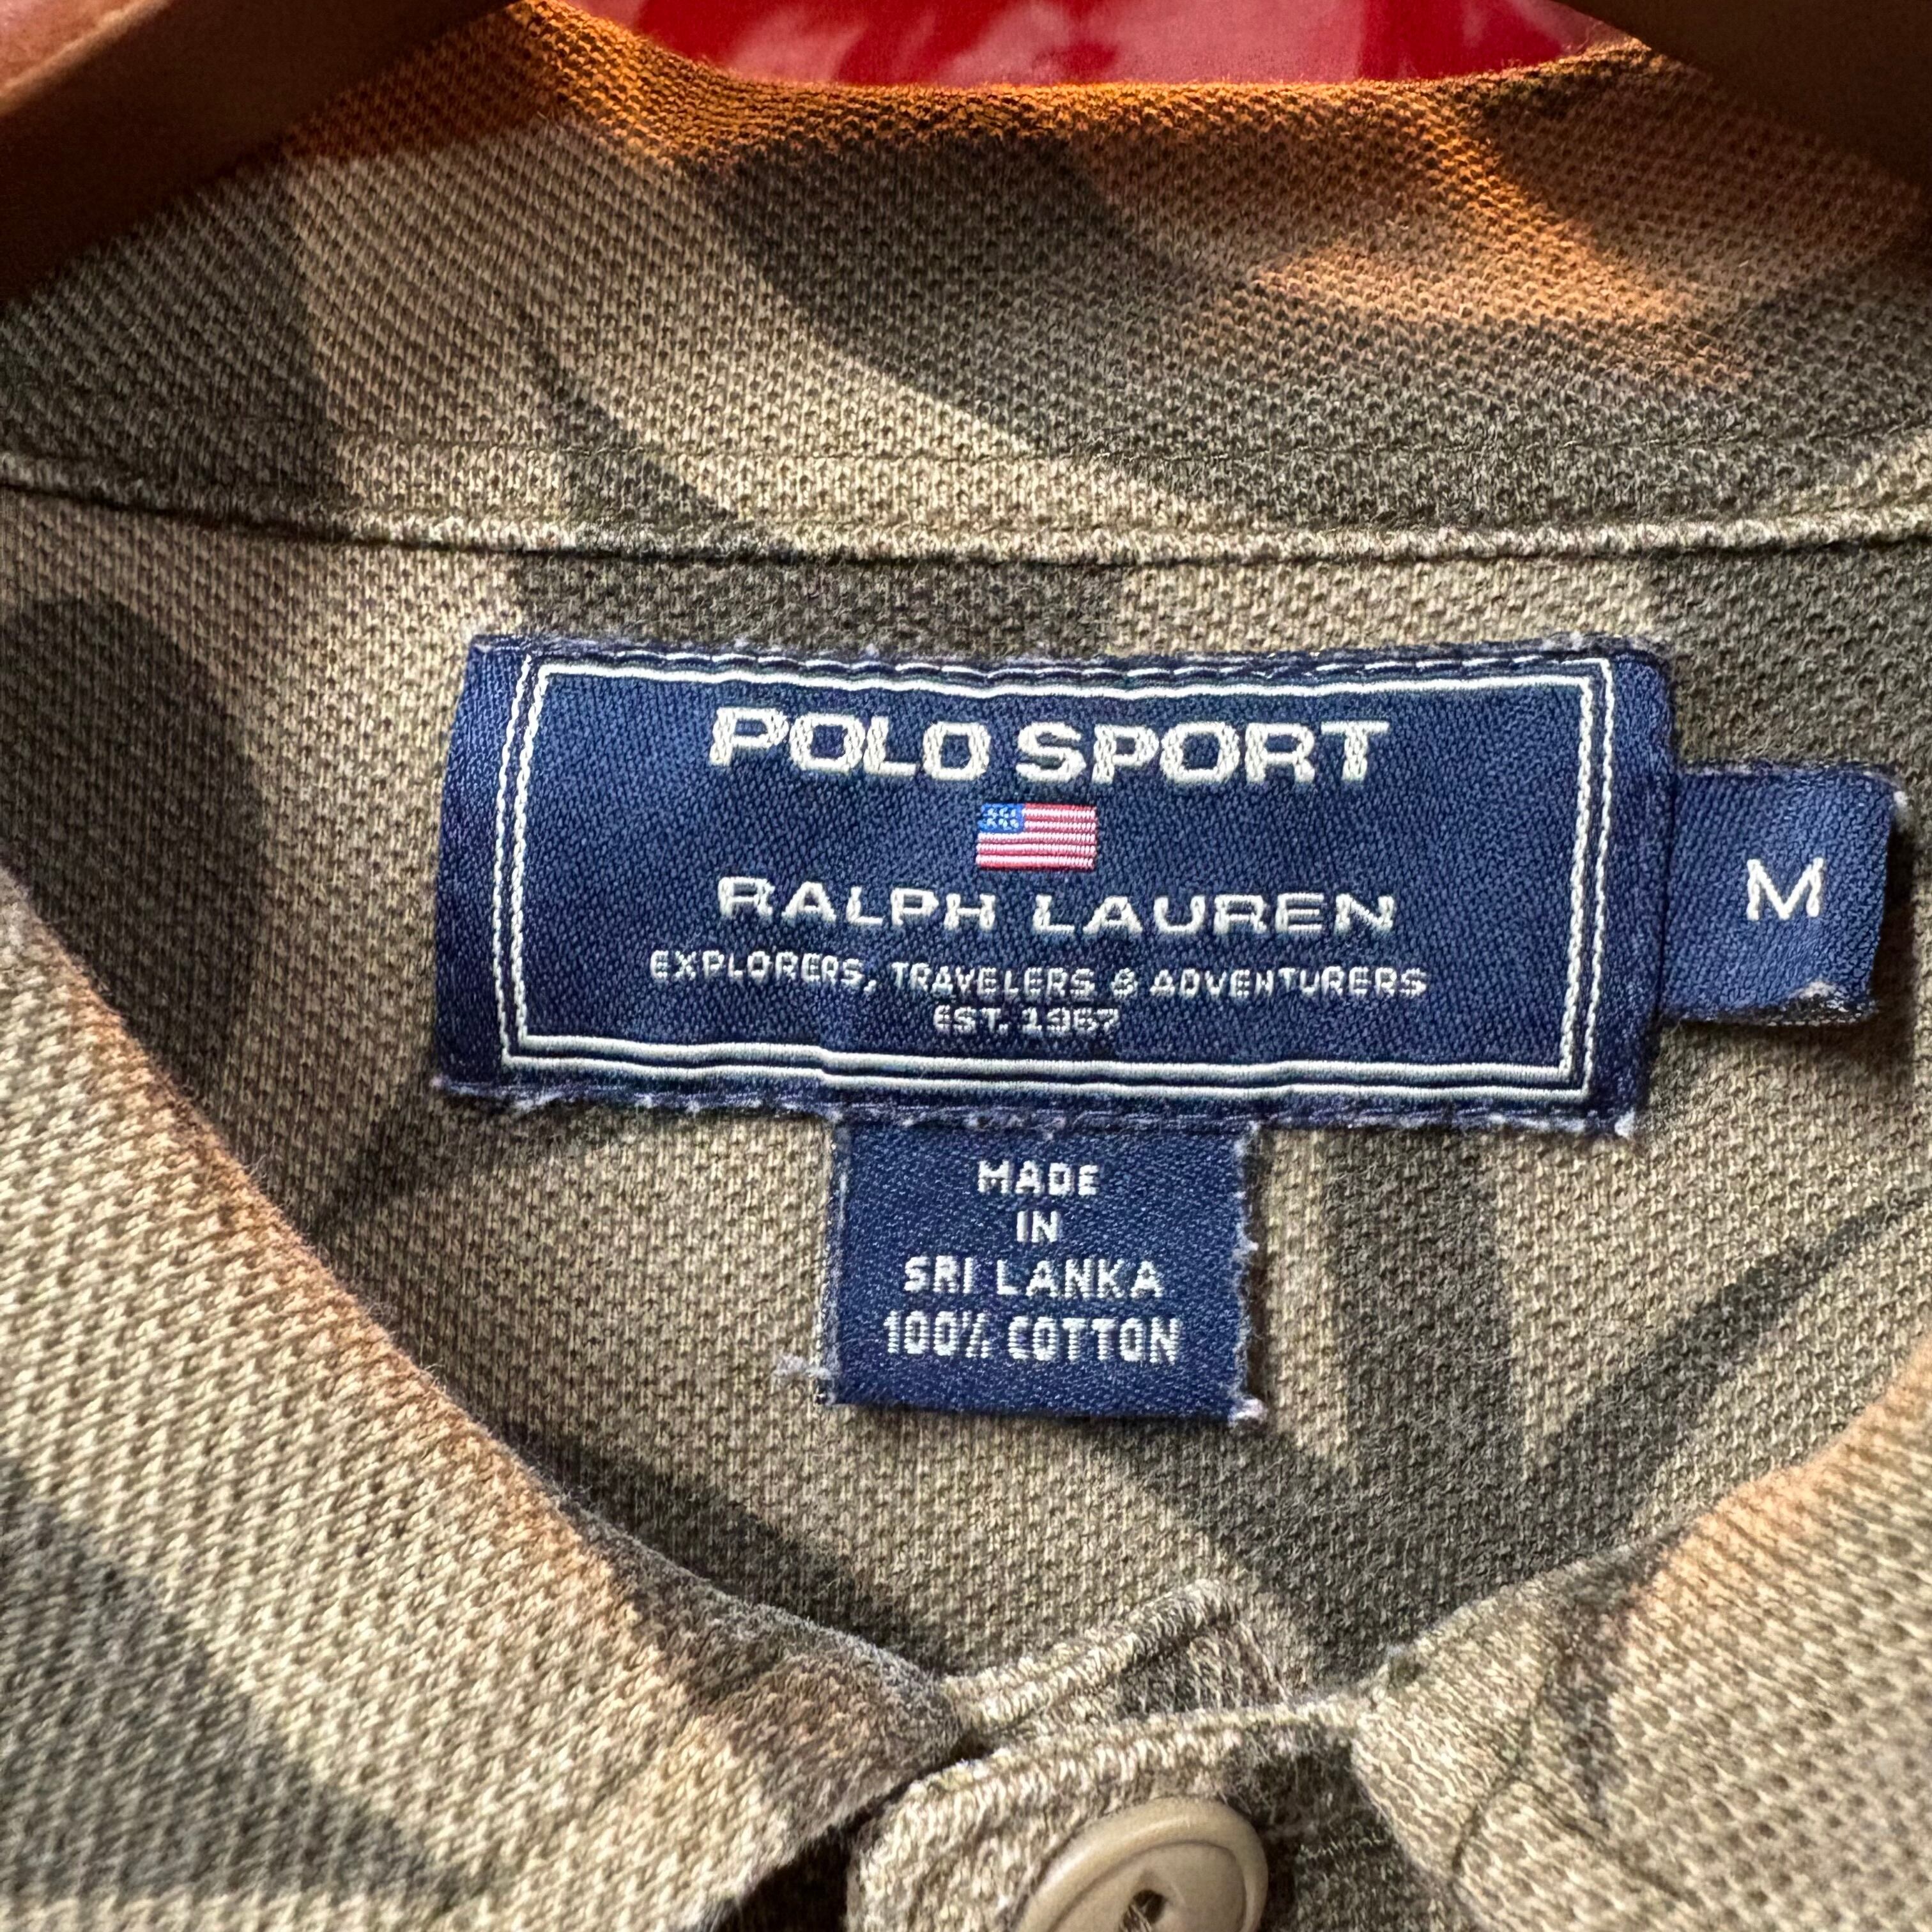 POLO SPORT
RALPH LAUREN
EXPLORERS, TRAVELERS & ADVENTURERS
EST. 1967
M
MADE
IN
SRI LANKA
100% COTTON